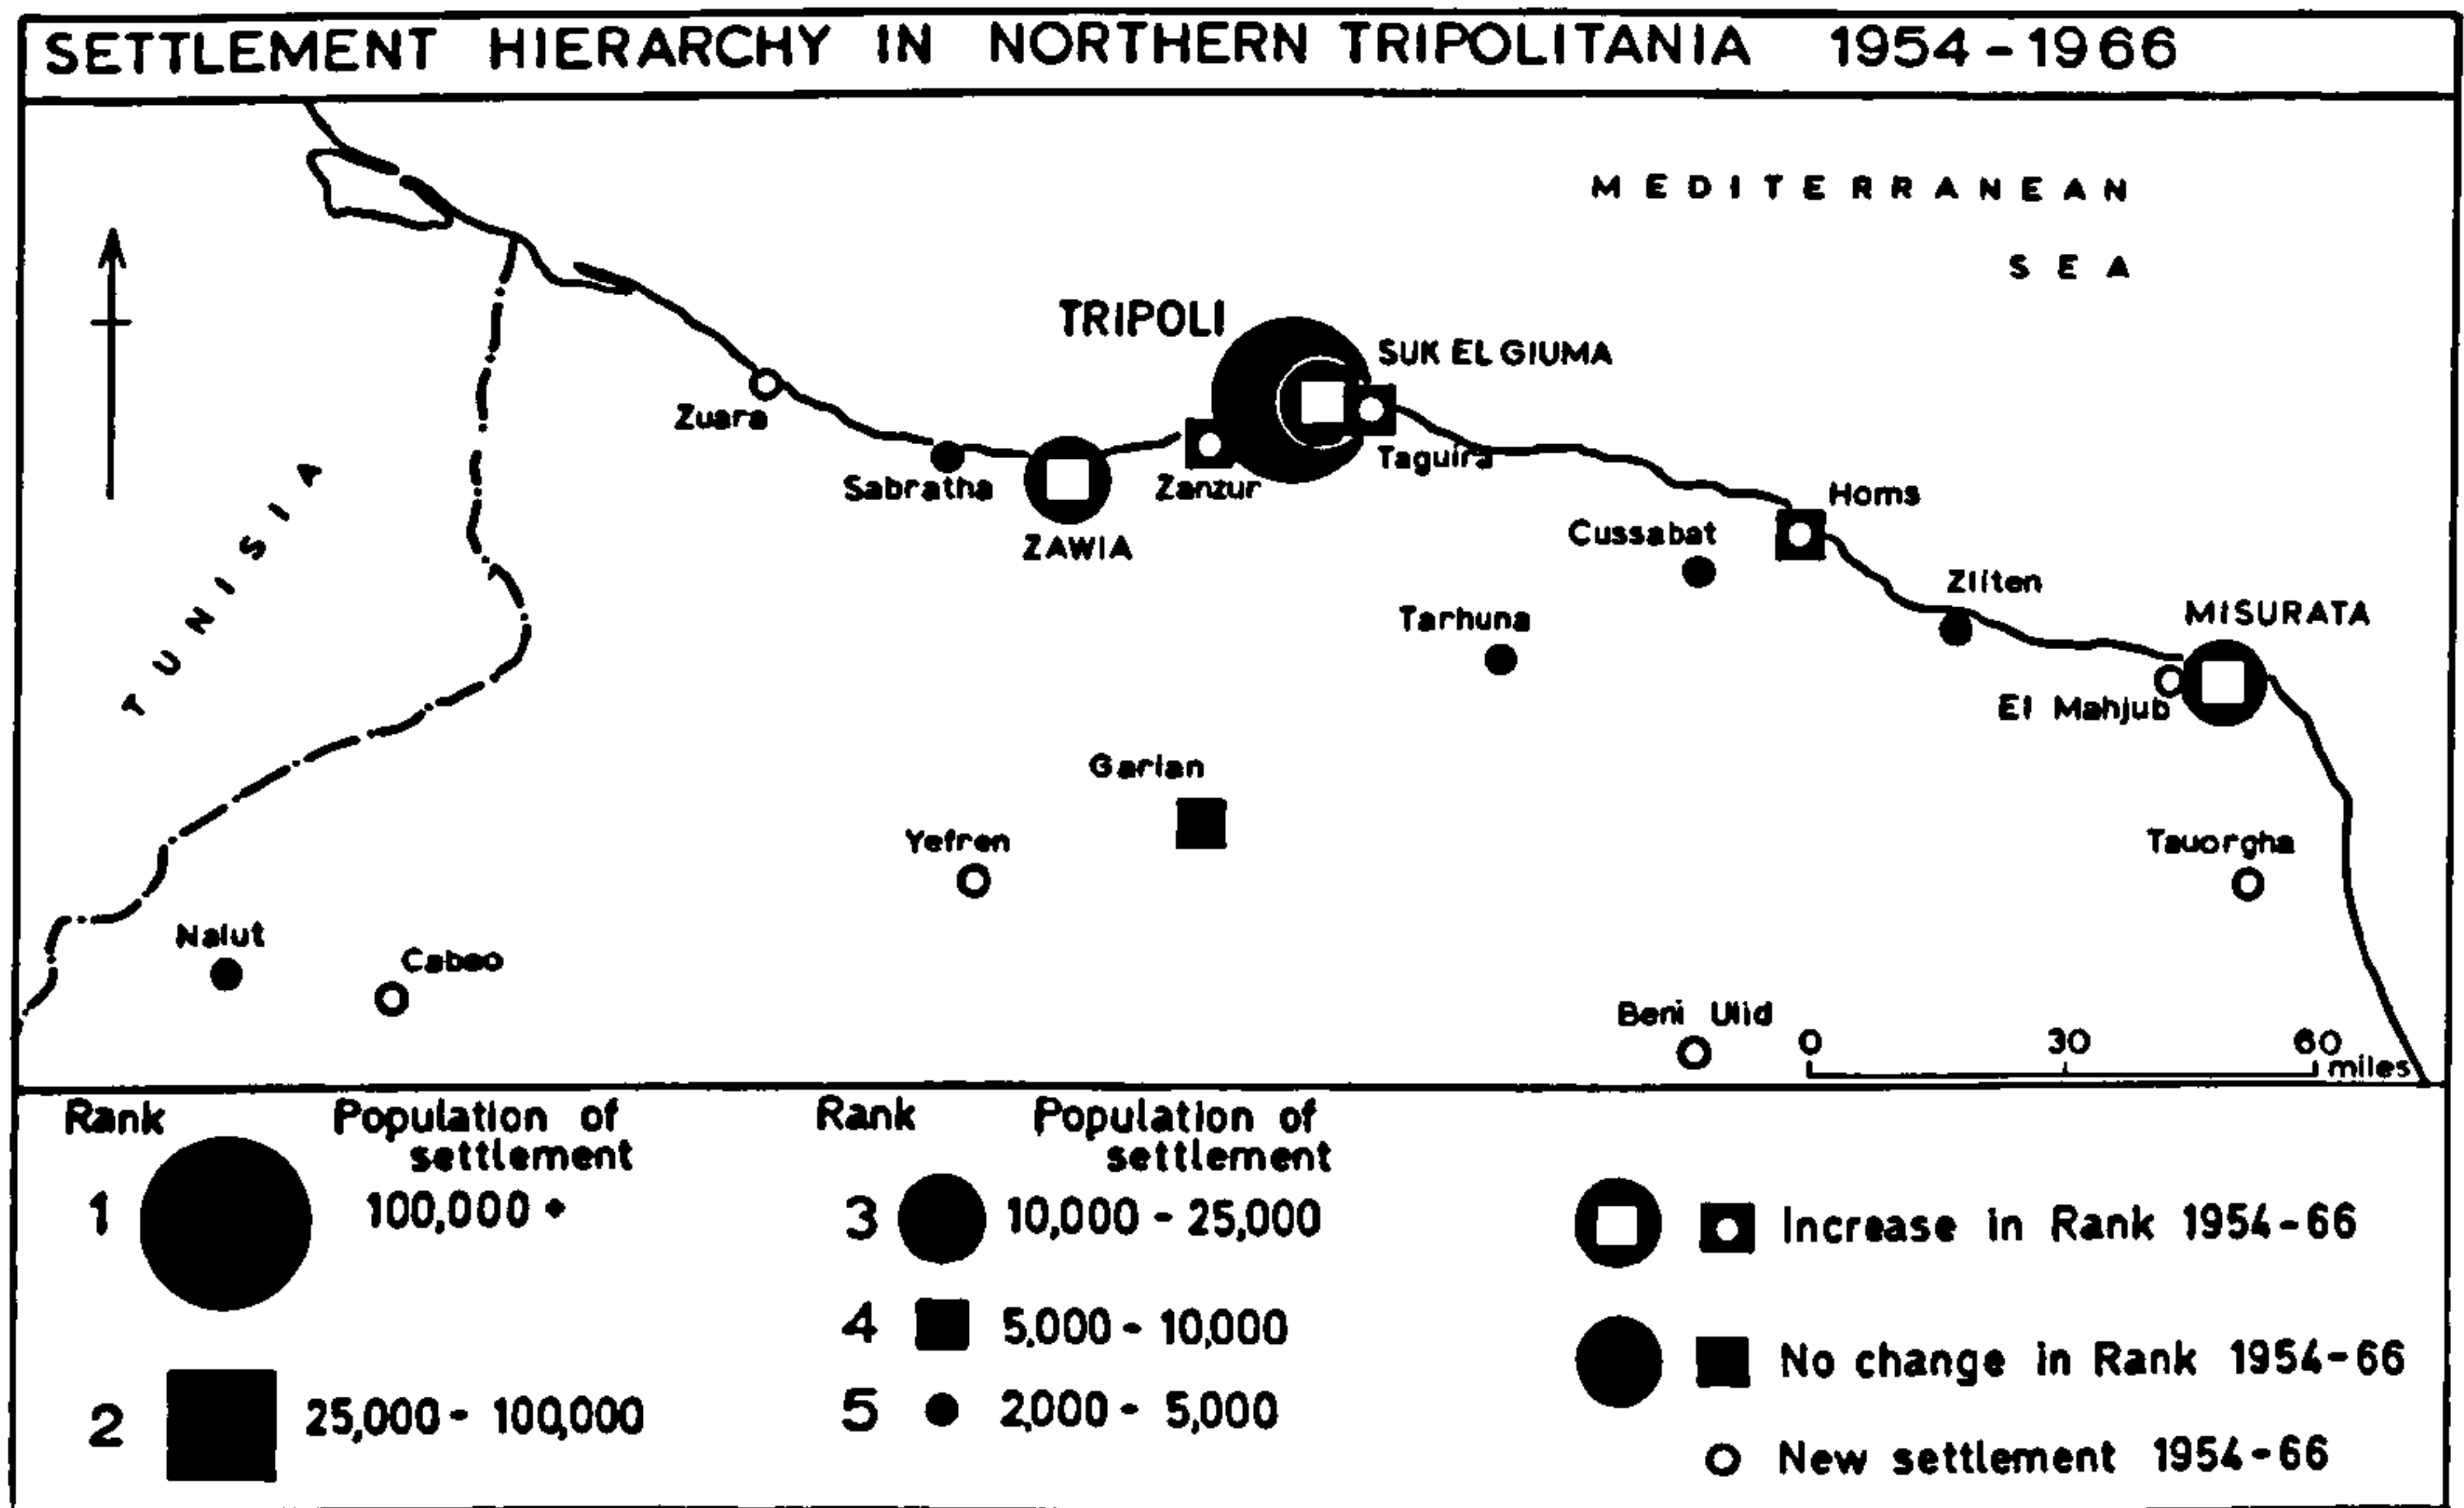 SETTLEMENT HIERARCHY IN NORTHERN TRIPOLITANIA 1954-1966
MEDITERRANEAN
SEA
TUNISIA
TRIPOLI
SUK EL GIUMA
Zuara
Sabratha
ZAWIA
Zanzur
Taguira
Homs
Cussabat
Zliten
Tarhuna
MISURATA
El Mahjub
Garian
Yefren
Tauorgha
Nalut
Cabao
Beni Ulid
0 30 60
miles
Rank Population of
settlement
1 100,000 +
2 25,000 - 100,000
Rank Population of
settlement
3 10,000 - 25,000
4 5,000 - 10,000
5 2,000 - 5,000
Increase in Rank 1954-66
No change in Rank 1954-66
New settlement 1954-66